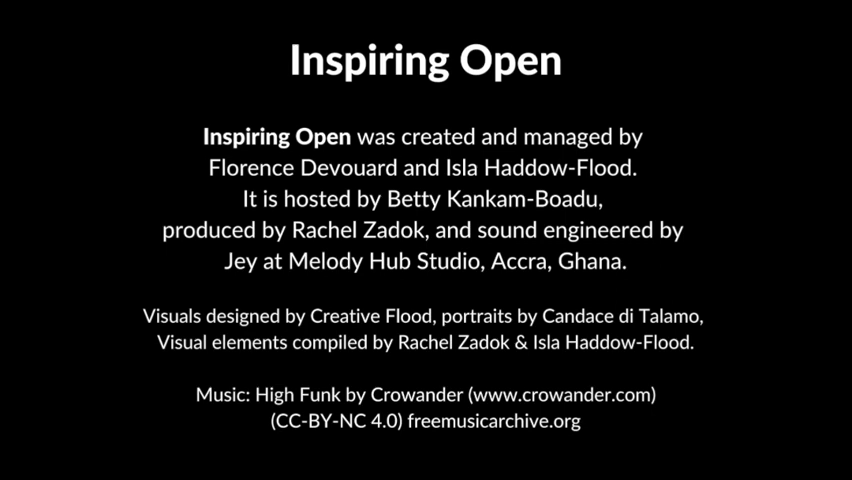 Inspiring Open
Inspiring Open was created and managed by
Florence Devouard and Isla Haddow-Flood.
It is hosted by Betty Kankam-Boadu,
produced by Rachel Zadok, and sound engineered by
Jey at Melody Hub Studio, Accra, Ghana.
Visuals designed by Creative Flood, portraits by Candace di Talamo,
Visual elements compiled by Rachel Zadok & Isla Haddow-Flood.
Music: High Funk by Crowander (www.crowander.com)
(CC-BY-NC 4.0) freemusicarchive.org